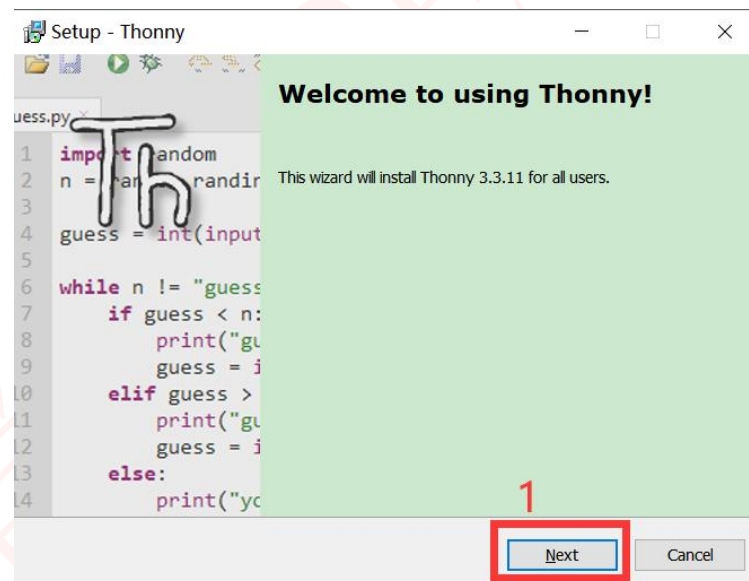 Setup - Thonny
Welcome to using Thonny!
This wizard will install Thonny 3.3.11 for all users.
uess.py ×
Th
1 import random
2 n = ran randin
3
4 guess = int(input
5
6 while n != "guess
7 if guess < n:
8 print("gu
9 guess = i
10 elif guess >
11 print("gu
12 guess = i
13 else:
14 print("yo
1
Next
Cancel